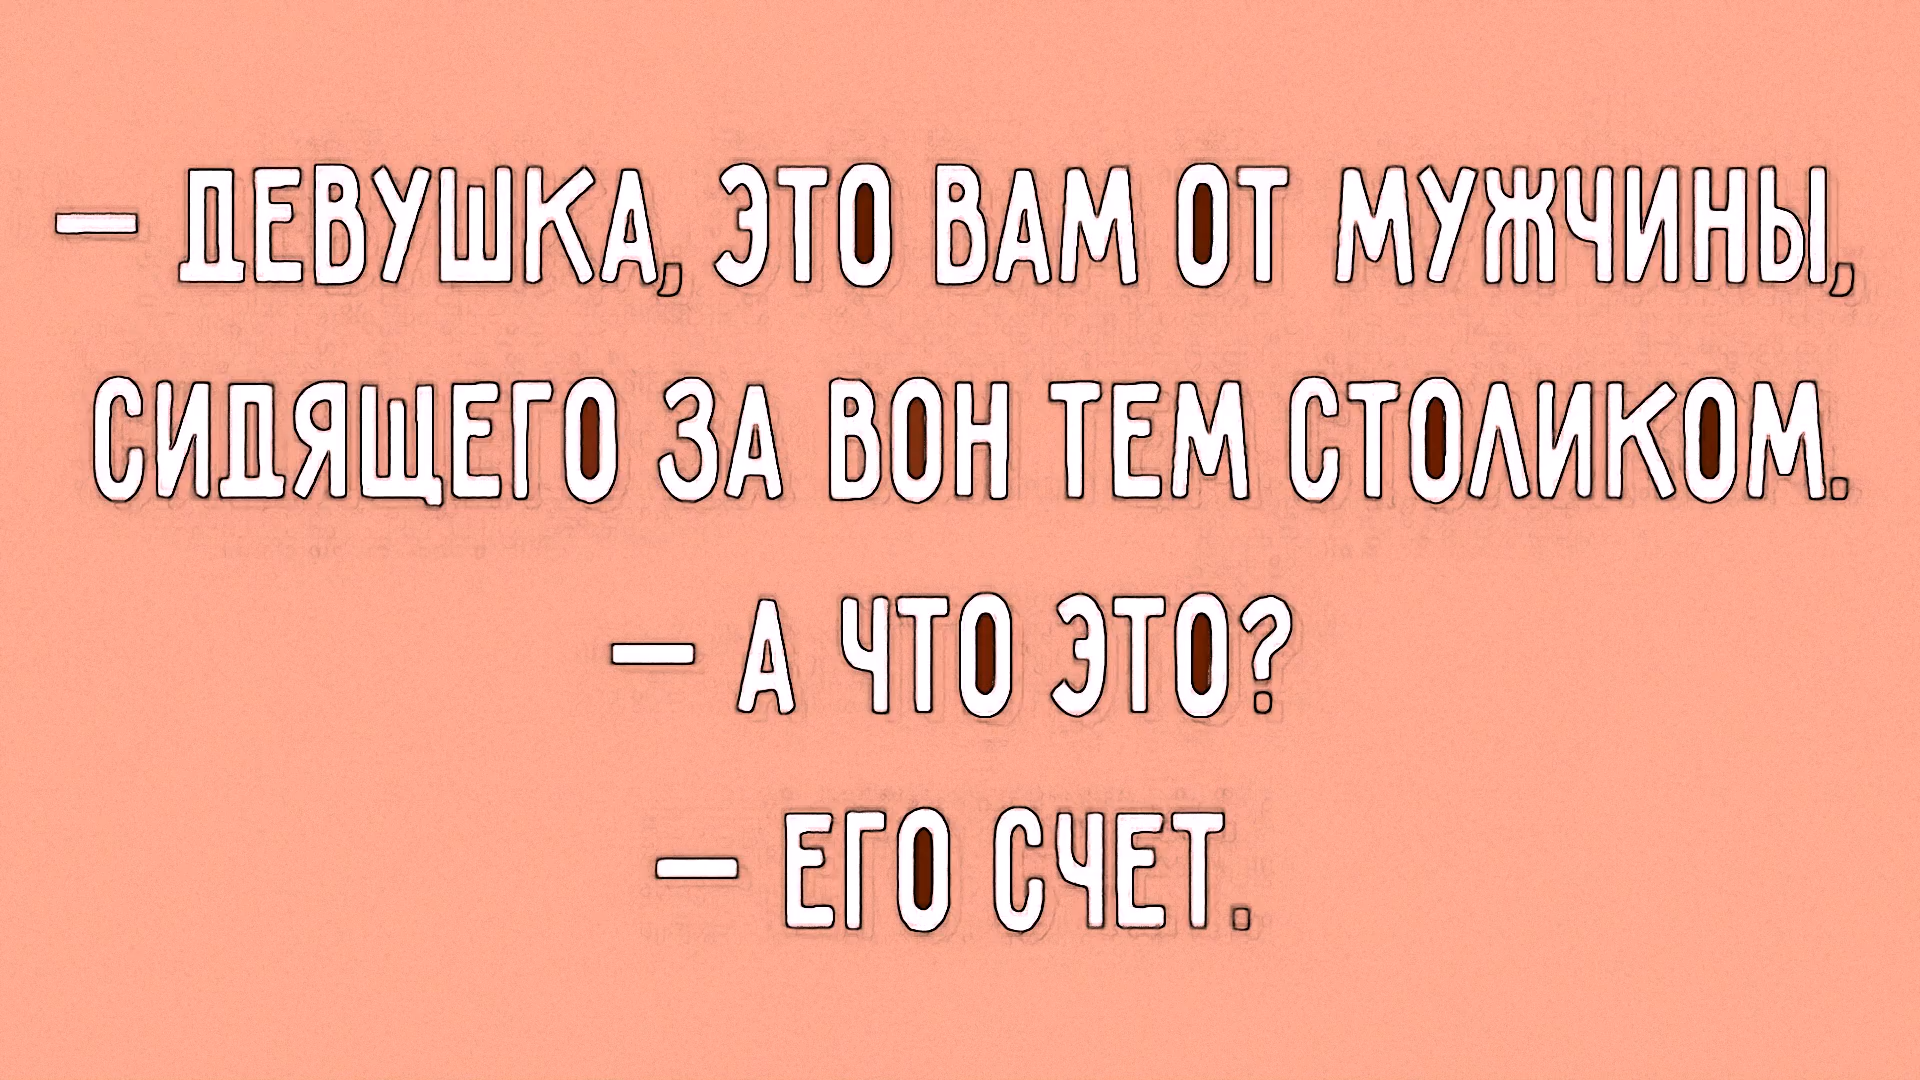 — ДЕВУШКА, ЭТО ВАМ ОТ МУЖЧИНЫ,
СИДЯЩЕГО ЗА ВОН ТЕМ СТОЛИКОМ.
— А ЧТО ЭТО?
— ЕГО СЧЕТ.